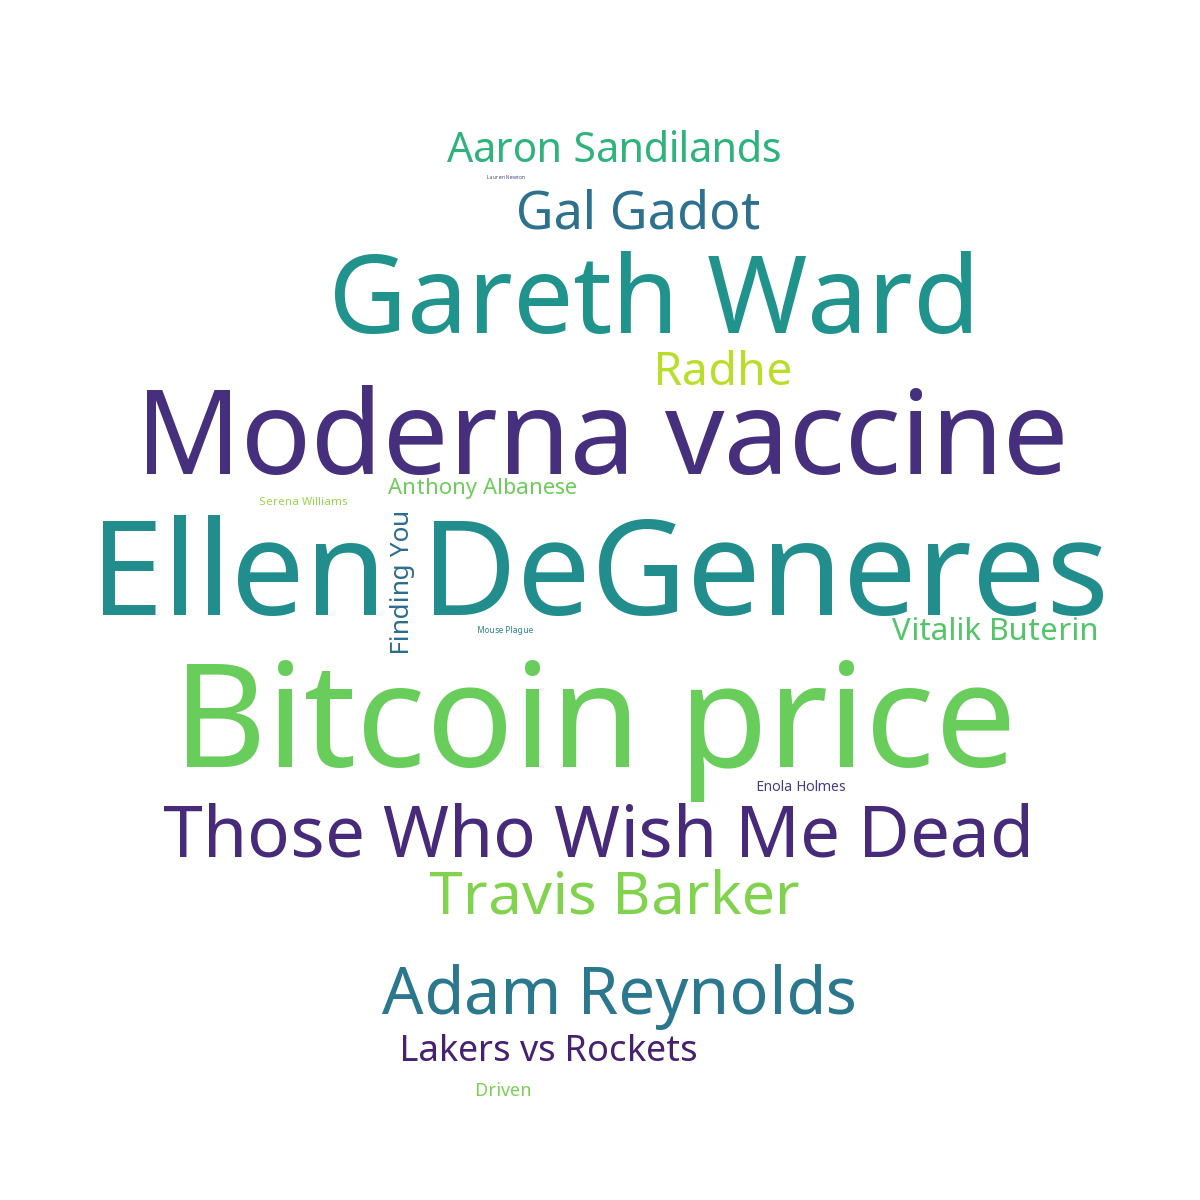 Aaron Sandilands
Lauren Newton
Gal Gadot
Gareth Ward
Radhe
Moderna vaccine
Anthony Albanese
Serena Williams
Ellen DeGeneres
Finding You
Vitalik Buterin
Mouse Plague
Bitcoin price
Enola Holmes
Those Who Wish Me Dead
Travis Barker
Adam Reynolds
Lakers vs Rockets
Driven